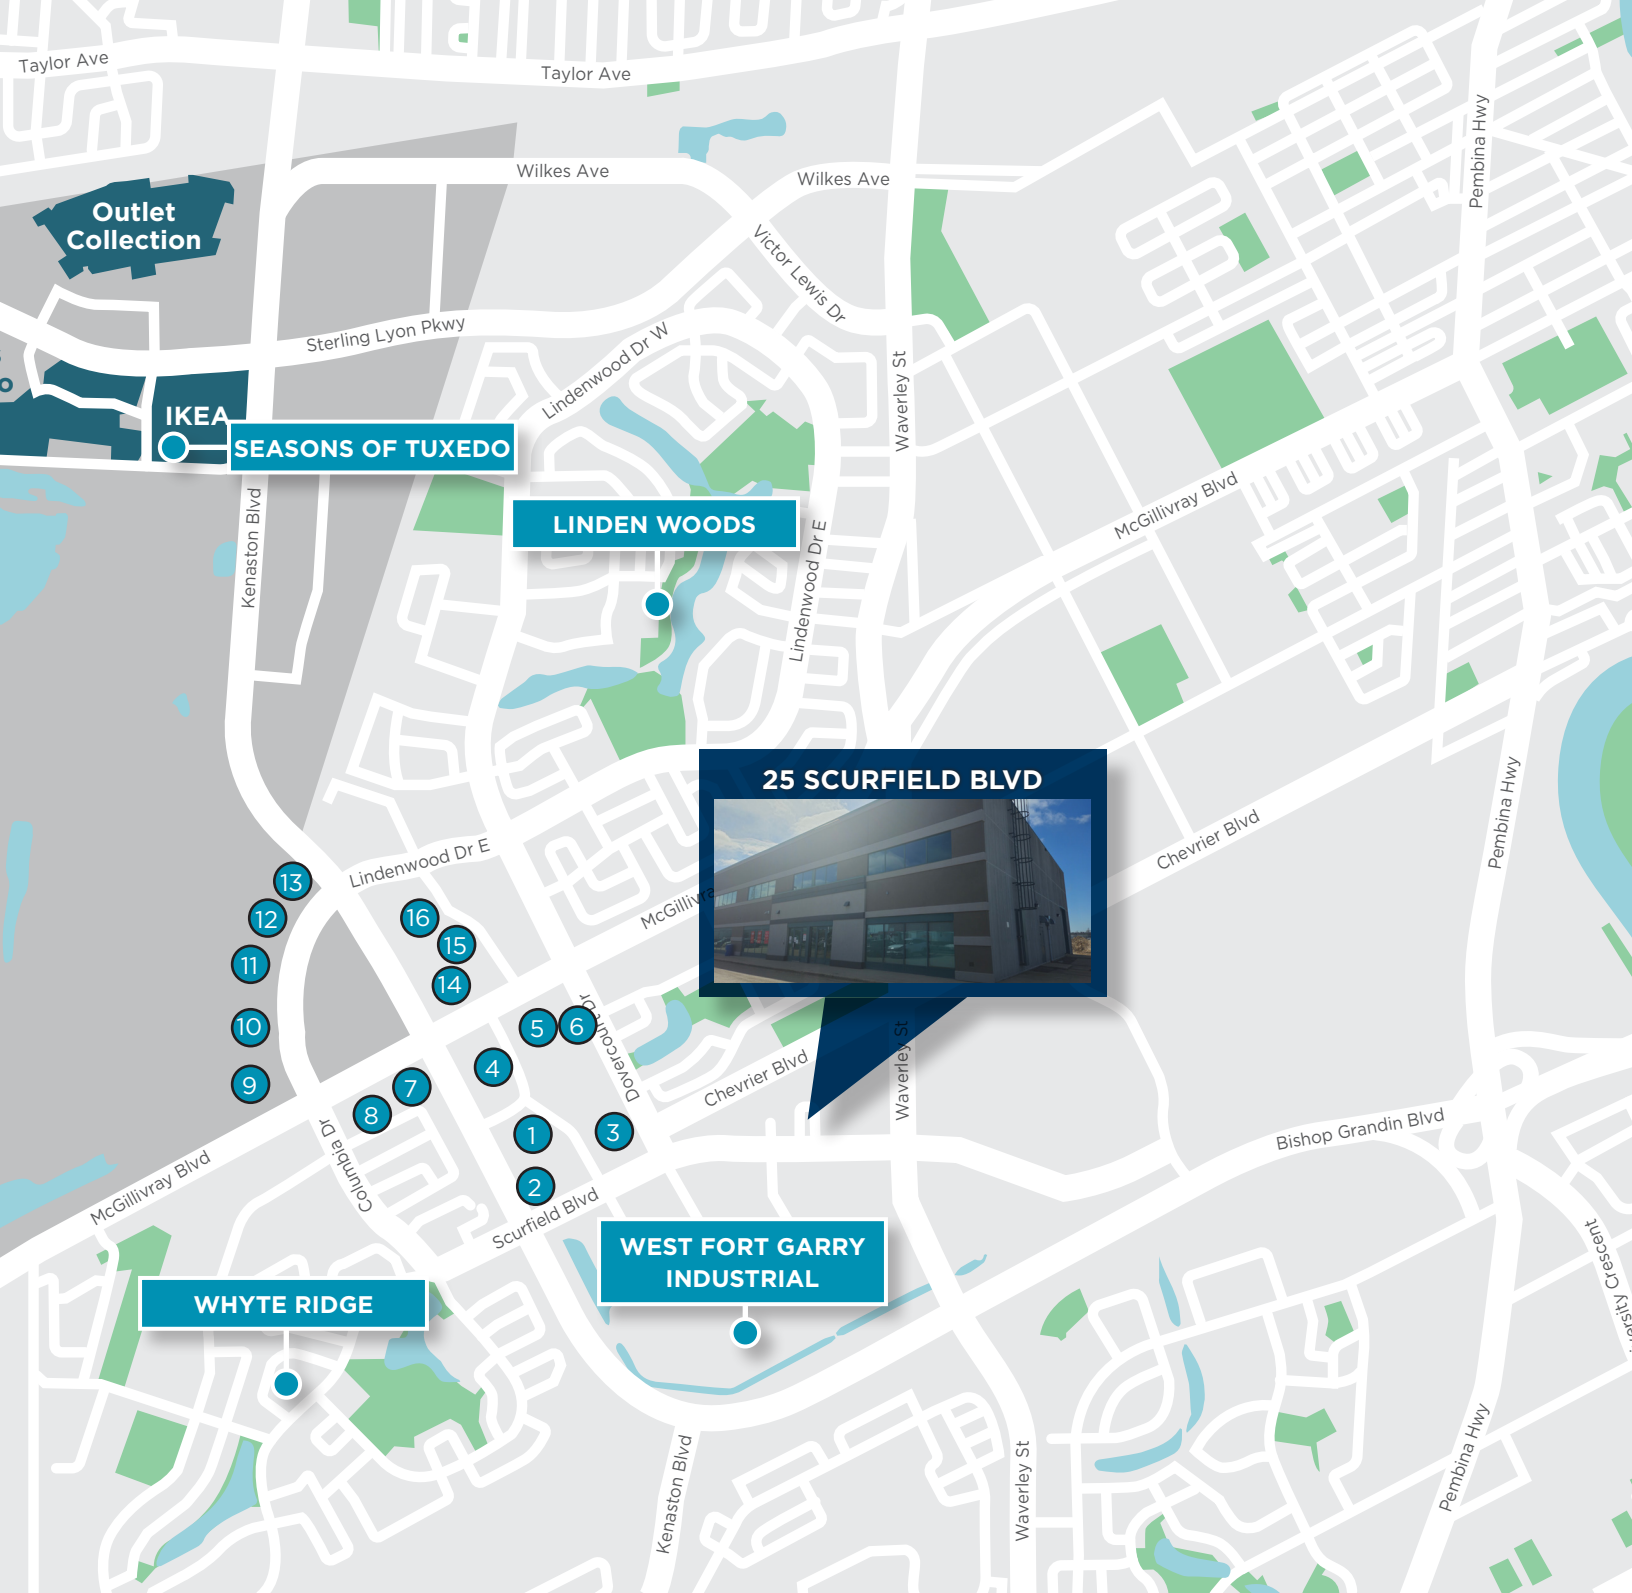 Taylor Ave
Taylor Ave
Pembina Hwy
Wilkes Ave
Wilkes Ave
Outlet
Collection
Victor Lewis Dr
Sterling Lyon Pkwy
Lindenwood Dr W
Waverley St
IKEA
SEASONS OF TUXEDO
McGillivray Blvd
Kenaston Blvd
LINDEN WOODS
Lindenwood Dr E
25 SCURFIELD BLVD
Pembina Hwy
Chevrier Blvd
Lindenwood Dr E
13
12
16
McGillivra
15
11
14
10
5
6
Dovercourt Dr
Waverley St
4
Chevrier Blvd
9
7
8
1
3
Columbia Dr
Bishop Grandin Blvd
McGillivray Blvd
2
Scurfield Blvd
WEST FORT GARRY
INDUSTRIAL
WHYTE RIDGE
Crescent
Kenaston Blvd
Waverley St
Pembina Hwy